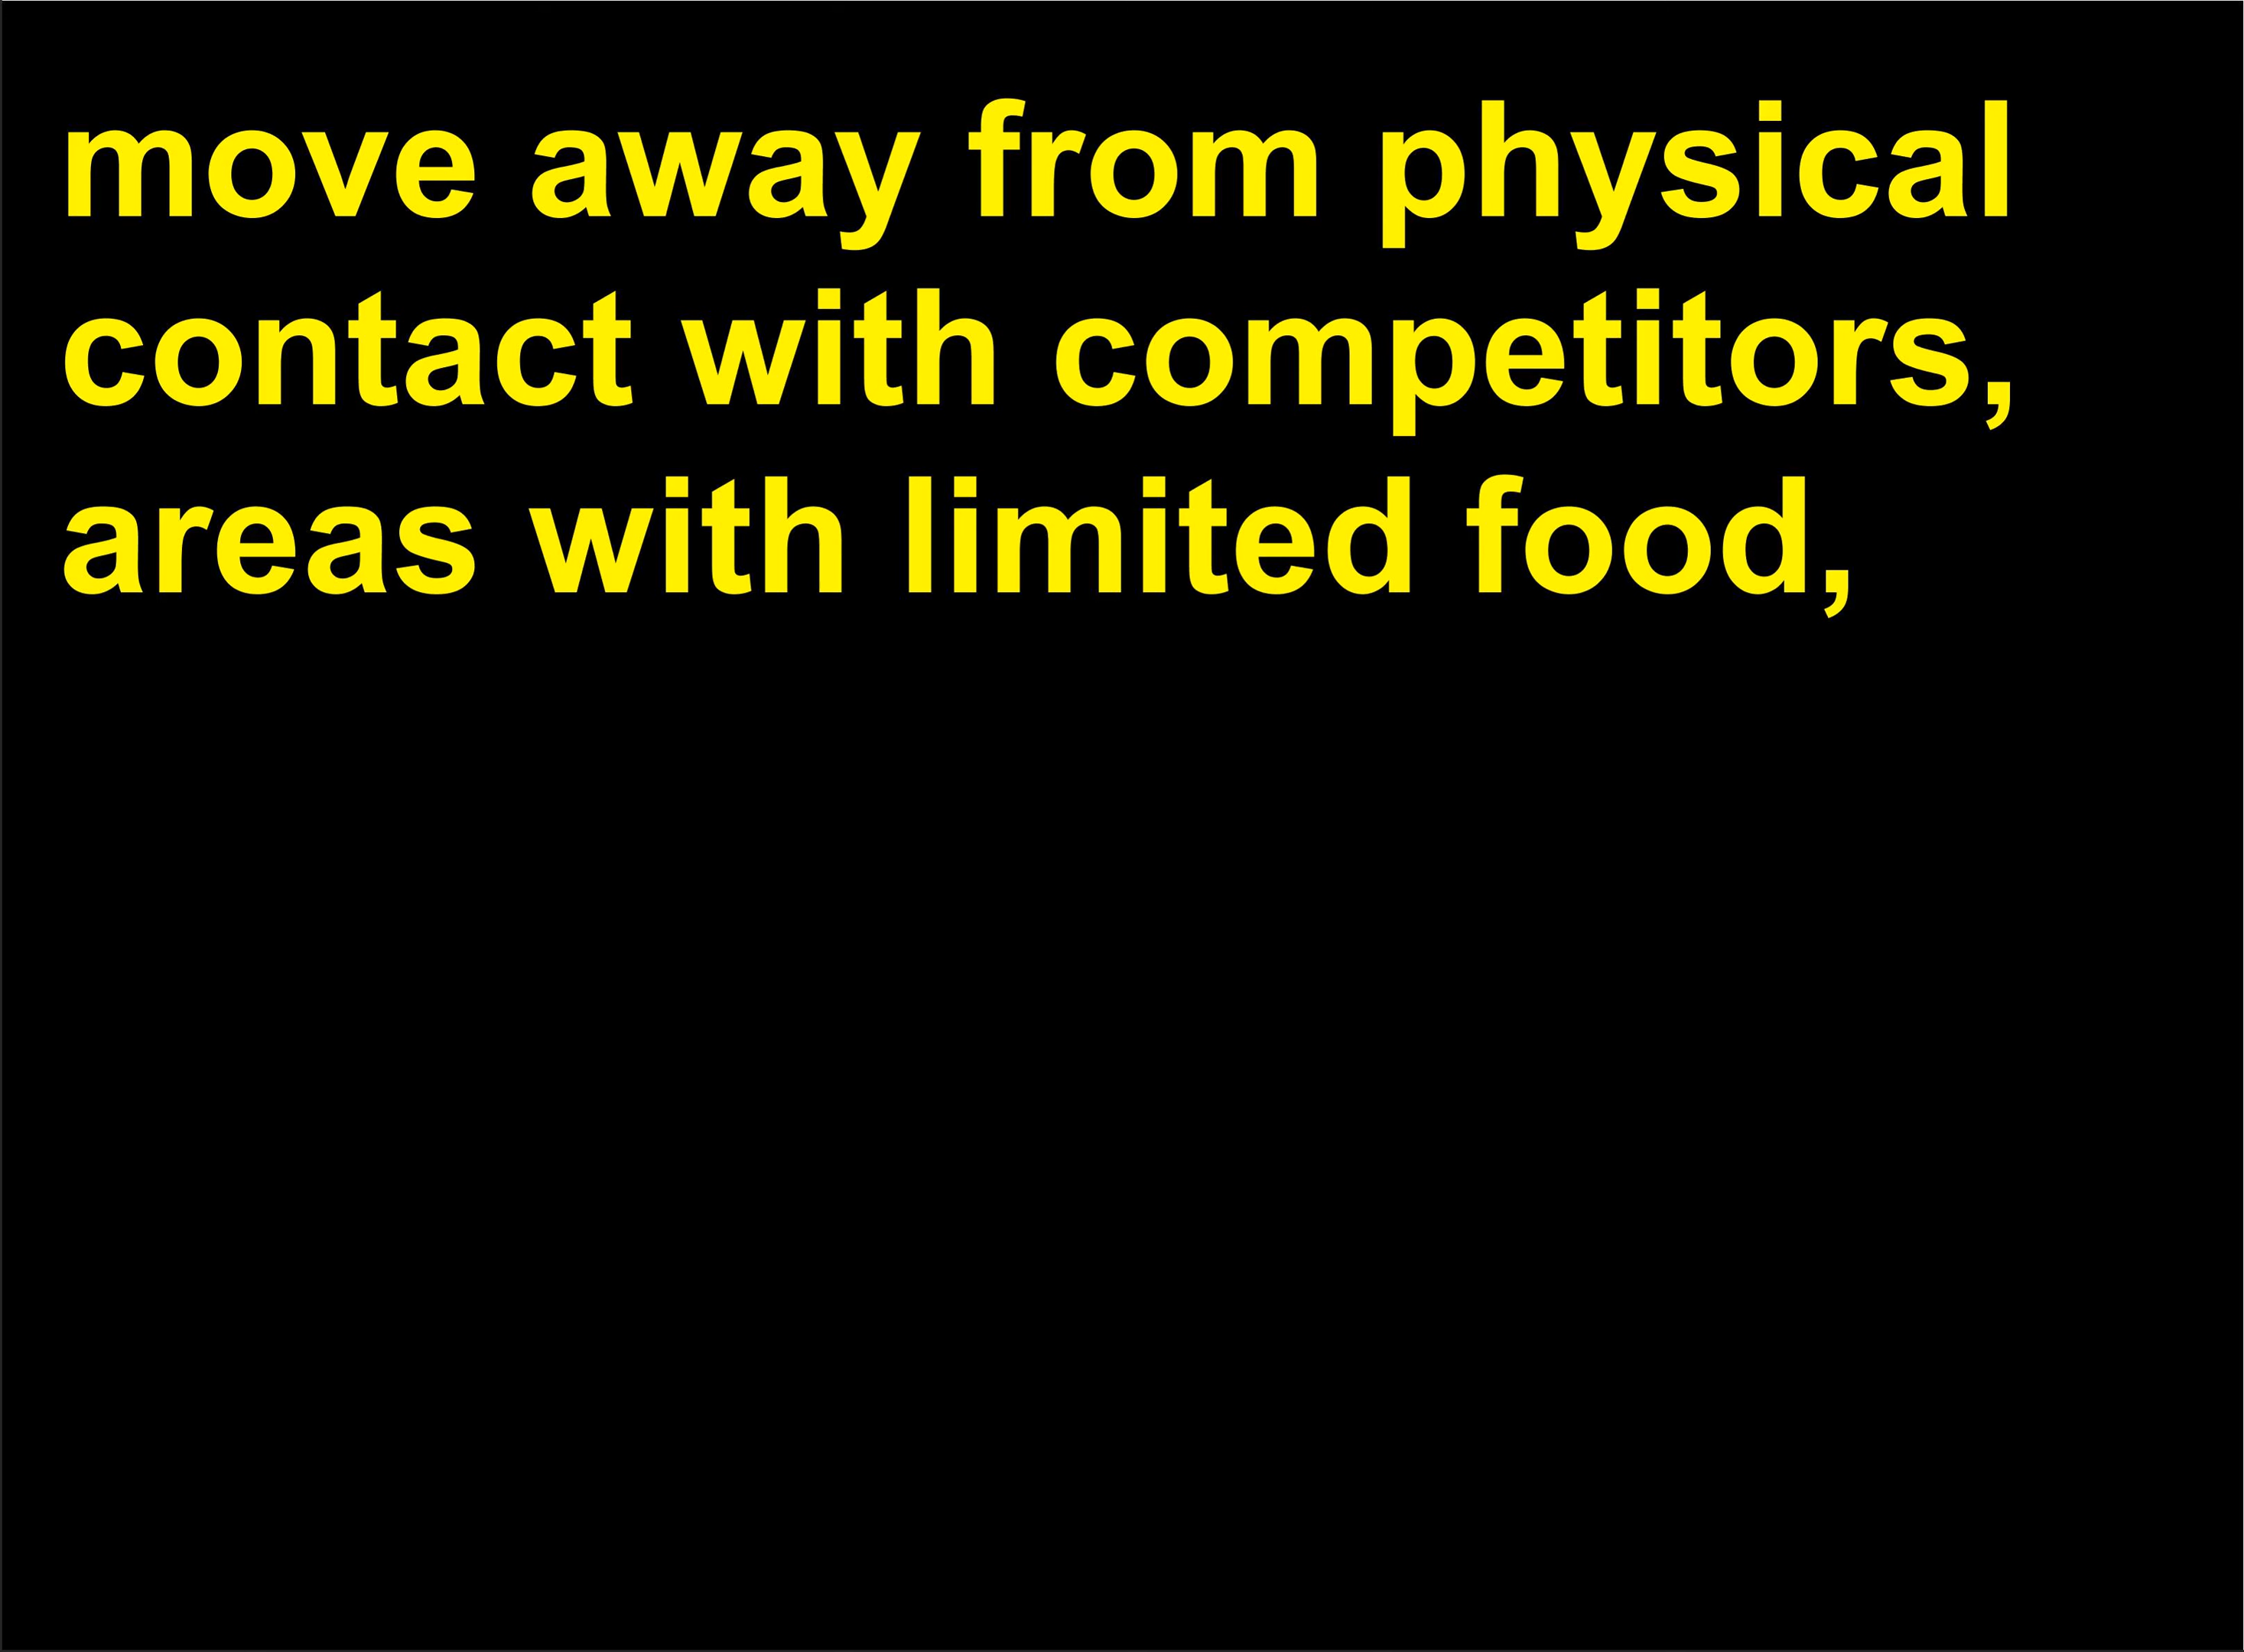 move away from physical
contact with competitors,
areas with limited food,